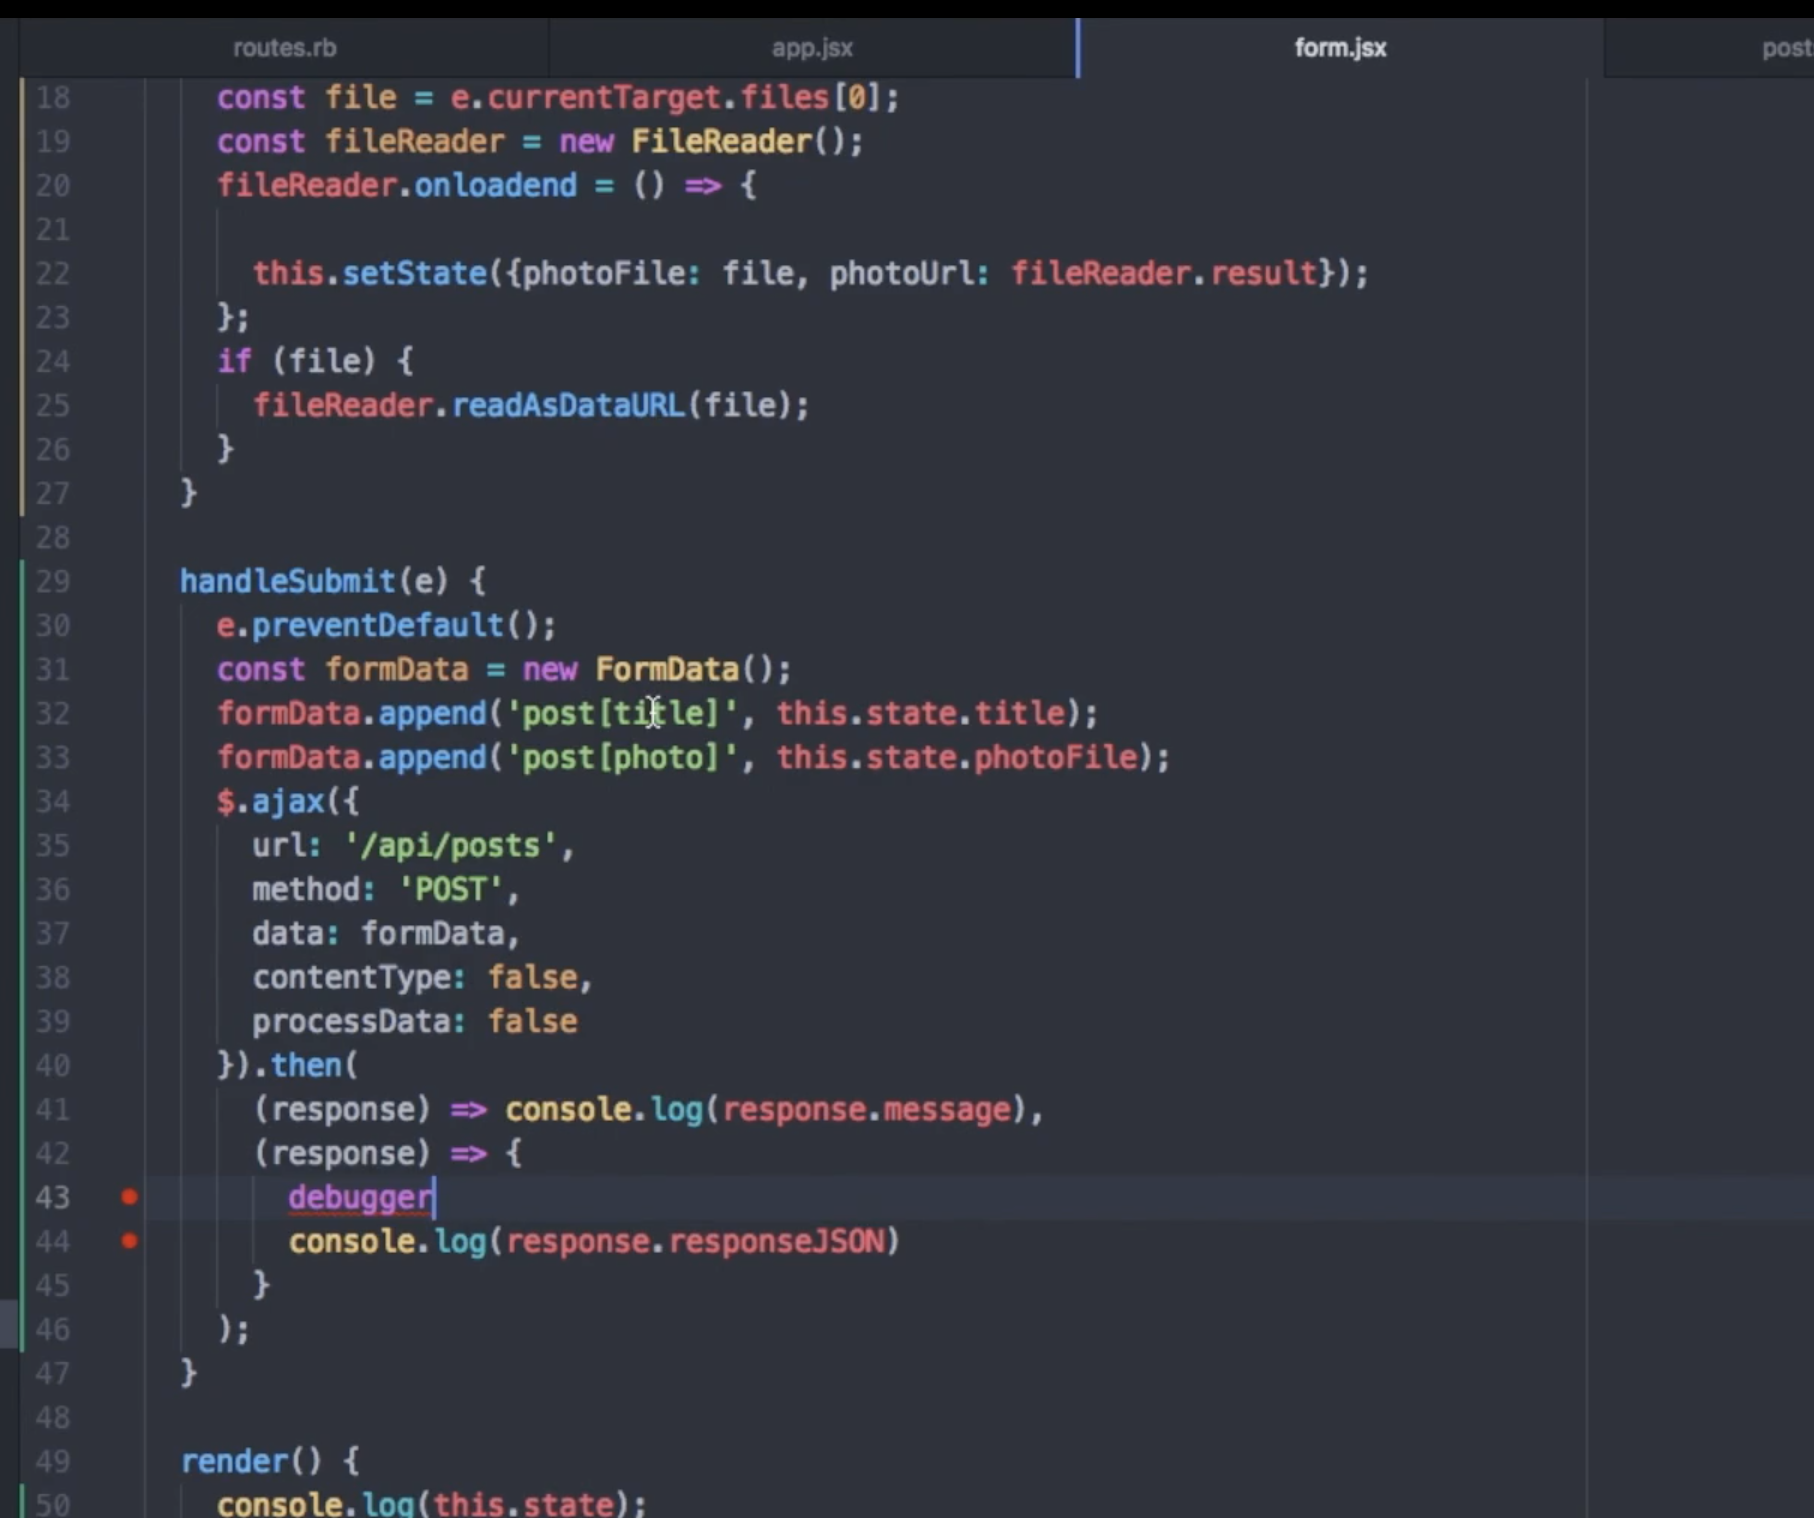 routes.rb app.jsx form.jsx post
18 const file = e.currentTarget.files[0];
19 const fileReader = new FileReader();
20 fileReader.onloadend = () => {
21
22 this.setState({photoFile: file, photoUrl: fileReader.result});
23 };
24 if (file) {
25 fileReader.readAsDataURL(file);
26 }
27 }
28
29 handleSubmit(e) {
30 e.preventDefault();
31 const formData = new FormData();
32 formData.append('post[title]', this.state.title);
33 formData.append('post[photo]', this.state.photoFile);
34 $.ajax({
35 url: '/api/posts',
36 method: 'POST',
37 data: formData,
38 contentType: false,
39 processData: false
40 }).then(
41 (response) => console.log(response.message),
42 (response) => {
43 debugger
44 console.log(response.responseJSON)
45 }
46 );
47 }
48
49 render() {
50 console.log(this.state);